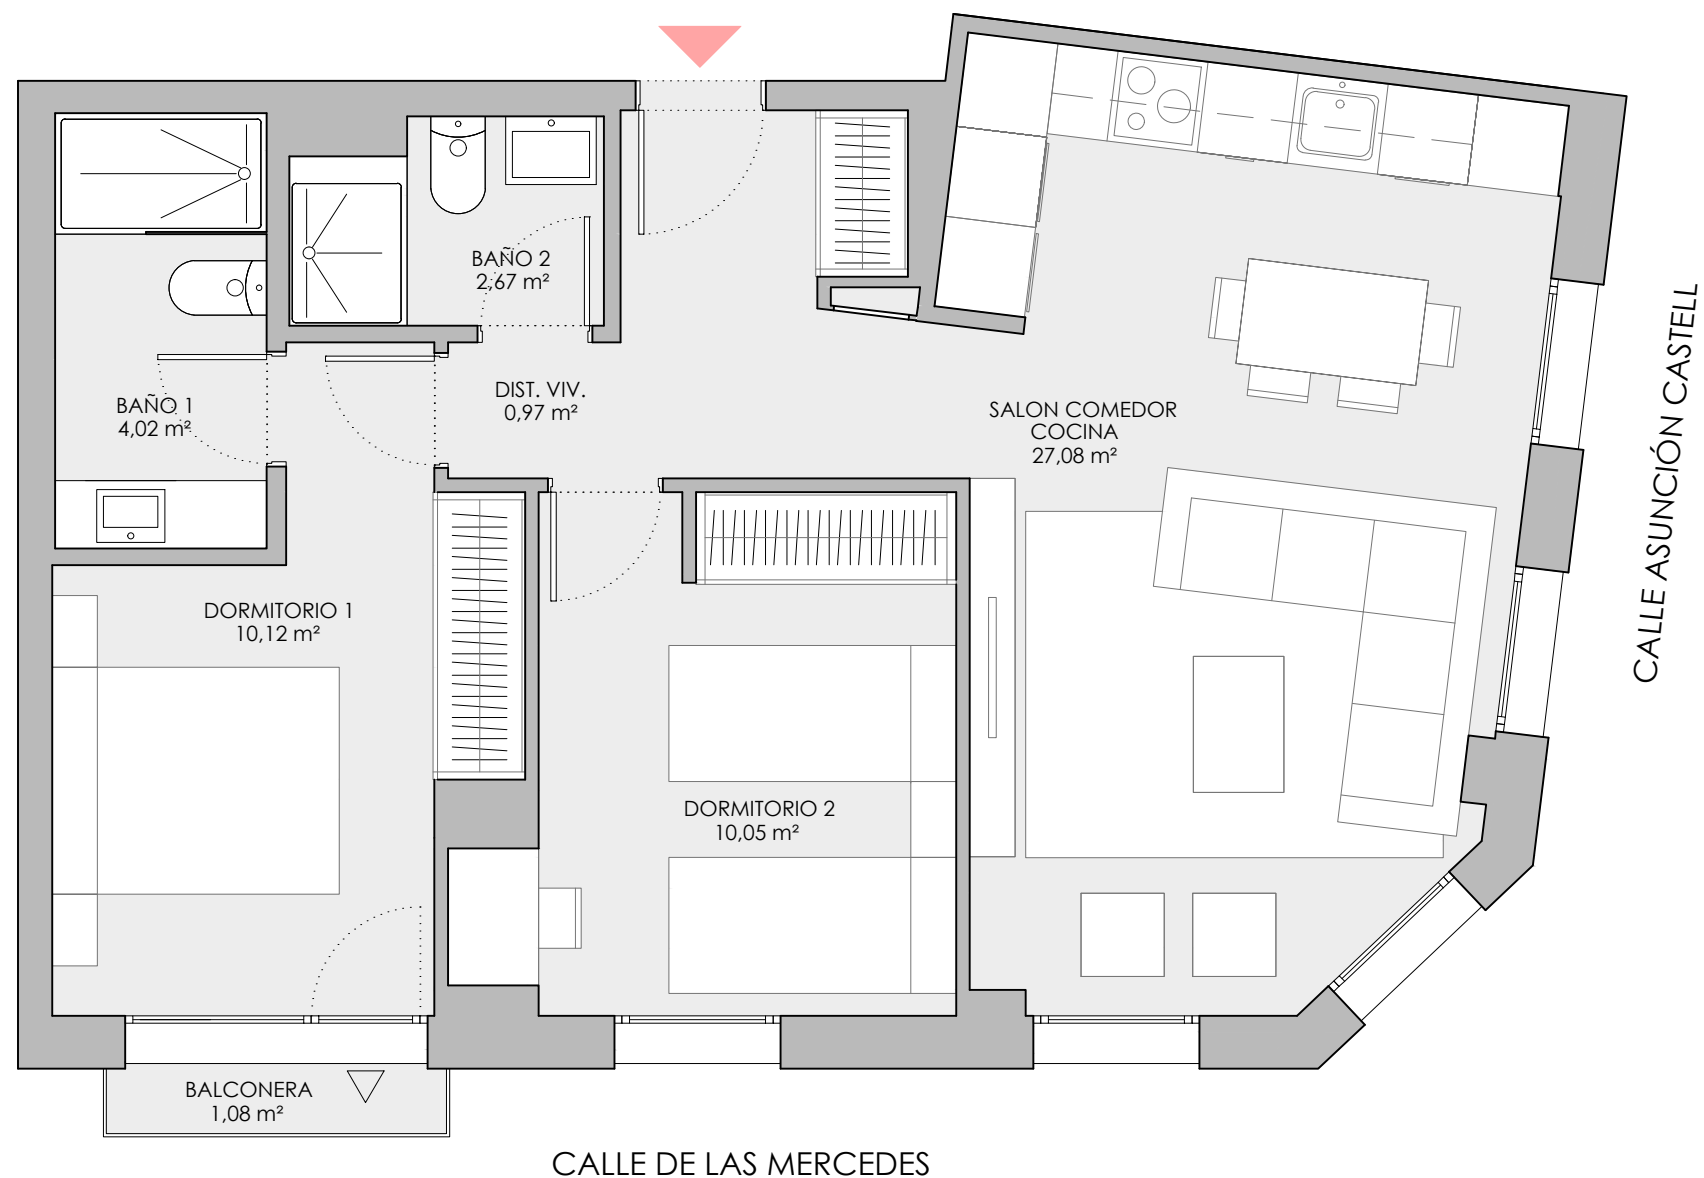 BAÑO 2
2,67 m²
DIST. VIV.
0,97 m²
BAÑO 1
4,02 m²
SALON COMEDOR
COCINA
27,08 m²
CALLE ASUNCIÓN CASTELL
DORMITORIO 1
10,12 m²
DORMITORIO 2
10,05 m²
BALCONERA
1,08 m²
CALLE DE LAS MERCEDES